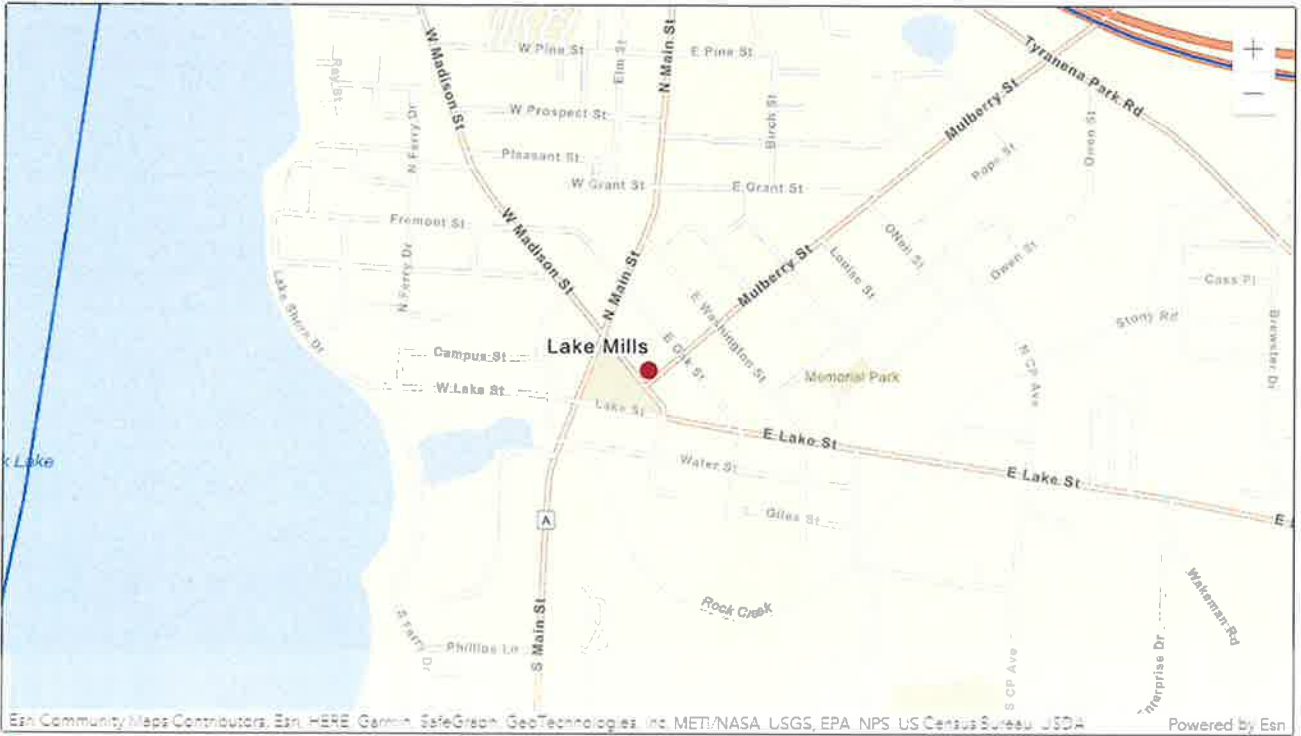 W Madison St
W Pine St
Elm St
N Main St
E Pine St
Tyranena Park Rd
+
−
Mulberry St
W Prospect St
N Ferry Dr
Birch St
Owen St
Pleasant St
Pope St
W Grant St
E Grant St
Fremont St
W Madison St
ONeil St
N Ferry Dr
N Main St
Louise St
Owen St
Mulberry St
Lake Shore Dr
E Washington St
Cass Pl
Stony Rd
Brewster Dr
Lake Mills
E Oak St
Campus St
W Lake St
Memorial Park
N CP Ave
Lake St
E Lake St
k Lake
Water St
E Lake St
Giles St
A
E L
Rock Creek
Wakeman Rd
S Ferry Dr
Phillips Ln
S Main St
S CP Ave
nterprise Dr
Esri Community Maps Contributors, Esri, HERE, Garmin, SafeGraph, GeoTechnologies, Inc, METI/NASA, USGS, EPA, NPS, US Census Bureau, USDA
Powered by Esri